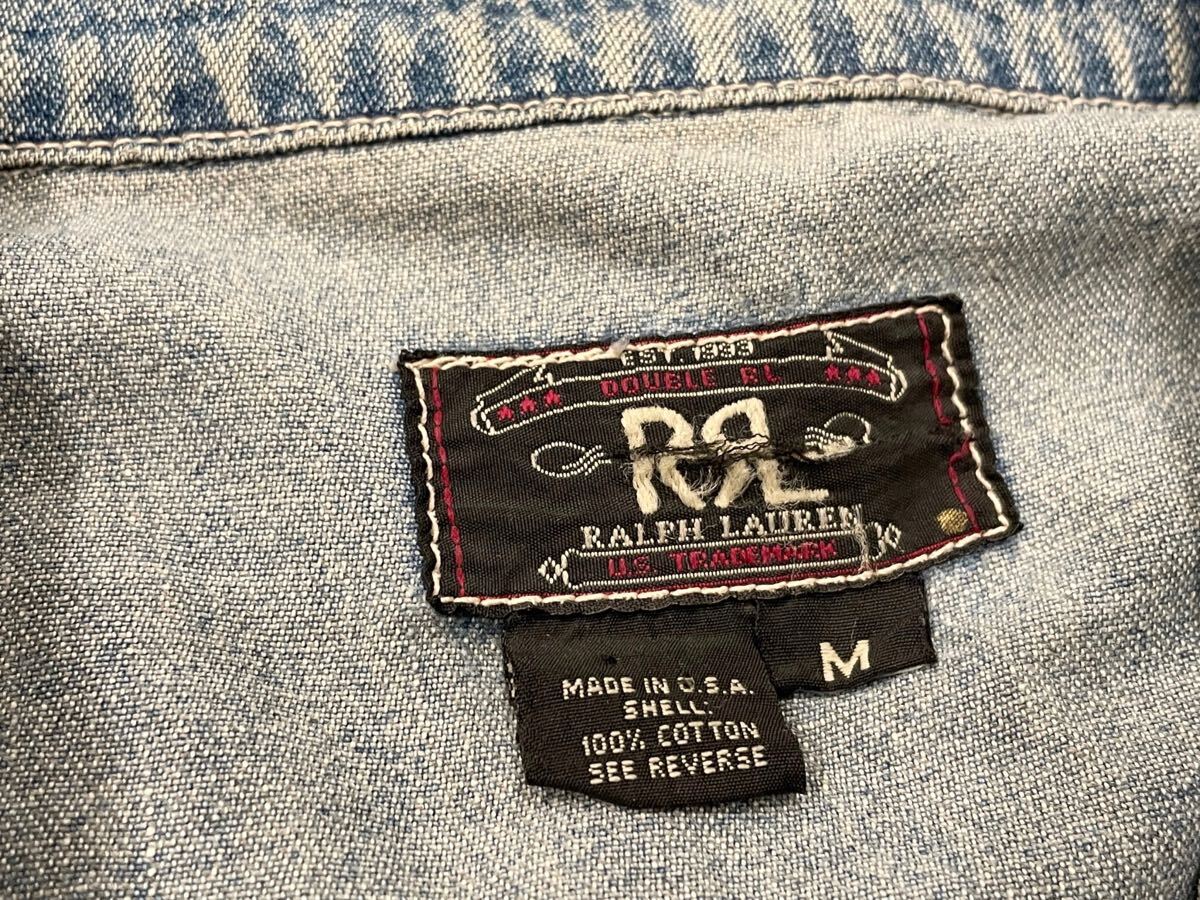 EST 1993
DOUBLE RL
RRL
RALPH LAUREN
U.S. TRADEMARK
M
MADE IN U.S.A.
SHELL:
100% COTTON
SEE REVERSE